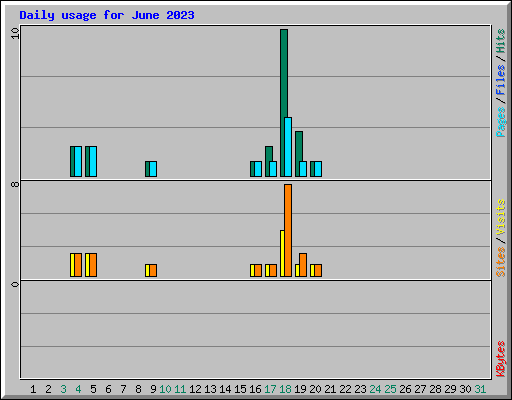 Daily usage for June 2023
10
8
0
Pages/Files/Hits
Sites/Visits
KBytes
1 2 3 4 5 6 7 8 9 10 11 12 13 14 15 16 17 18 19 20 21 22 23 24 25 26 27 28 29 30 31